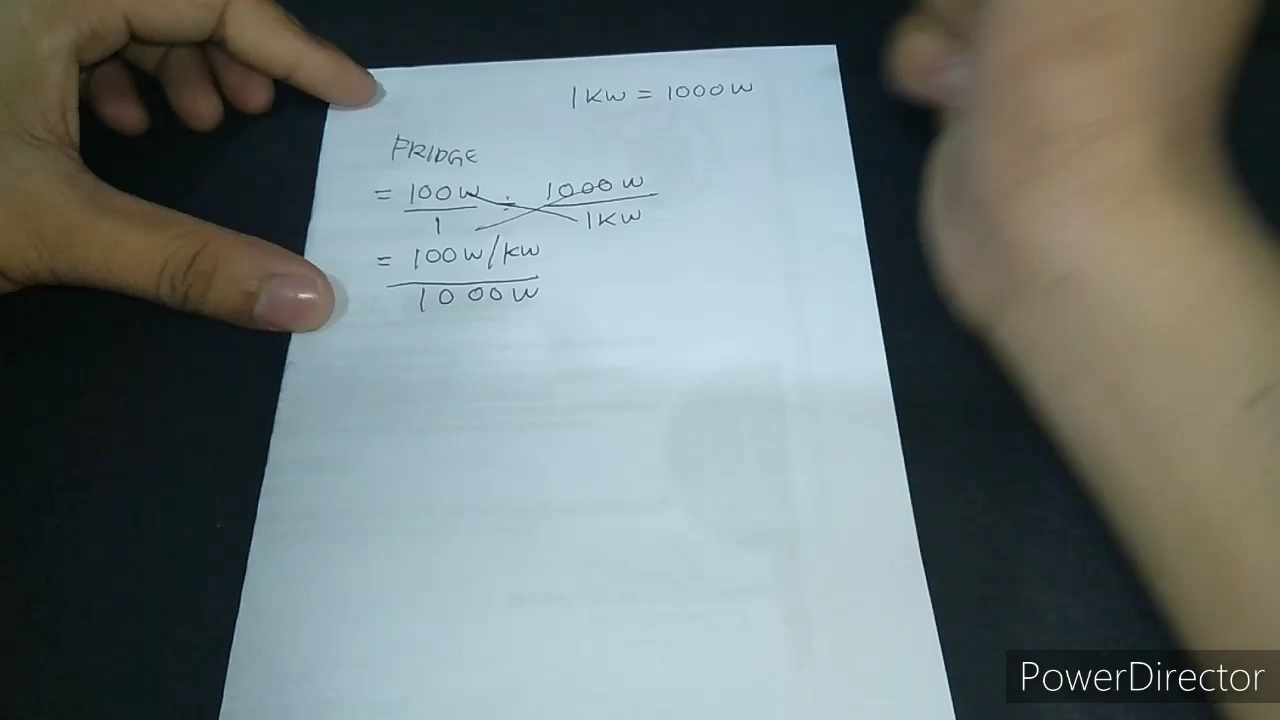 1KW = 1000W
FRIDGE
= 100W ÷ 1000W
1 1KW
= 100W/KW
1000W
PowerDirector